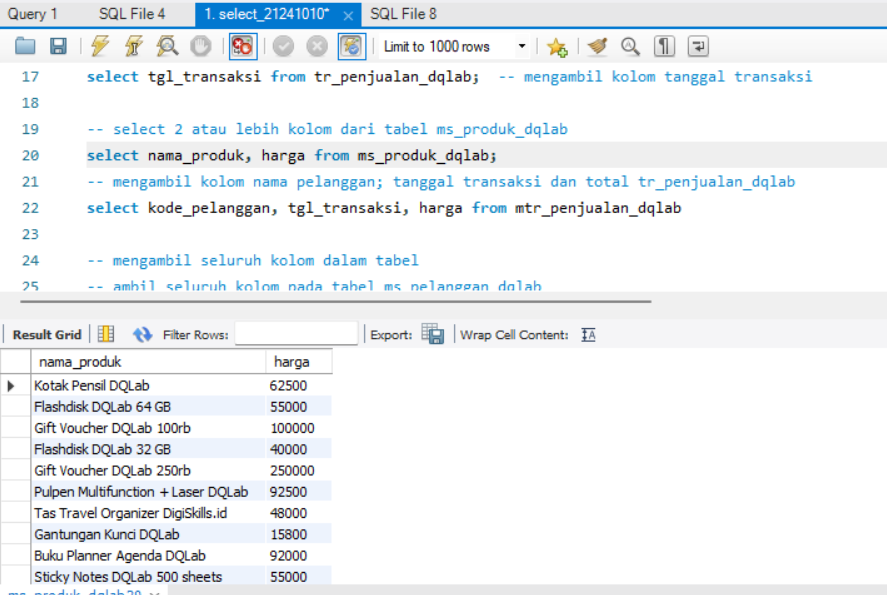 Query 1 SQL File 4 1. select_21241010* × SQL File 8
Limit to 1000 rows
17 select tgl_transaksi from tr_penjualan_dqlab; -- mengambil kolom tanggal transaksi
18
19 -- select 2 atau lebih kolom dari tabel ms_produk_dqlab
20 select nama_produk, harga from ms_produk_dqlab;
21 -- mengambil kolom nama pelanggan; tanggal transaksi dan total tr_penjualan_dqlab
22 select kode_pelanggan, tgl_transaksi, harga from mtr_penjualan_dqlab
23
24 -- mengambil seluruh kolom dalam tabel
25 -- ambil seluruh kolom pada tabel ms_pelanggan_dqlab
Result Grid Filter Rows: Export: Wrap Cell Content:
nama_produk harga
Kotak Pensil DQLab 62500
Flashdisk DQLab 64 GB 55000
Gift Voucher DQLab 100rb 100000
Flashdisk DQLab 32 GB 40000
Gift Voucher DQLab 250rb 250000
Pulpen Multifunction + Laser DQLab 92500
Tas Travel Organizer DigiSkills.id 48000
Gantungan Kunci DQLab 15800
Buku Planner Agenda DQLab 92000
Sticky Notes DQLab 500 sheets 55000